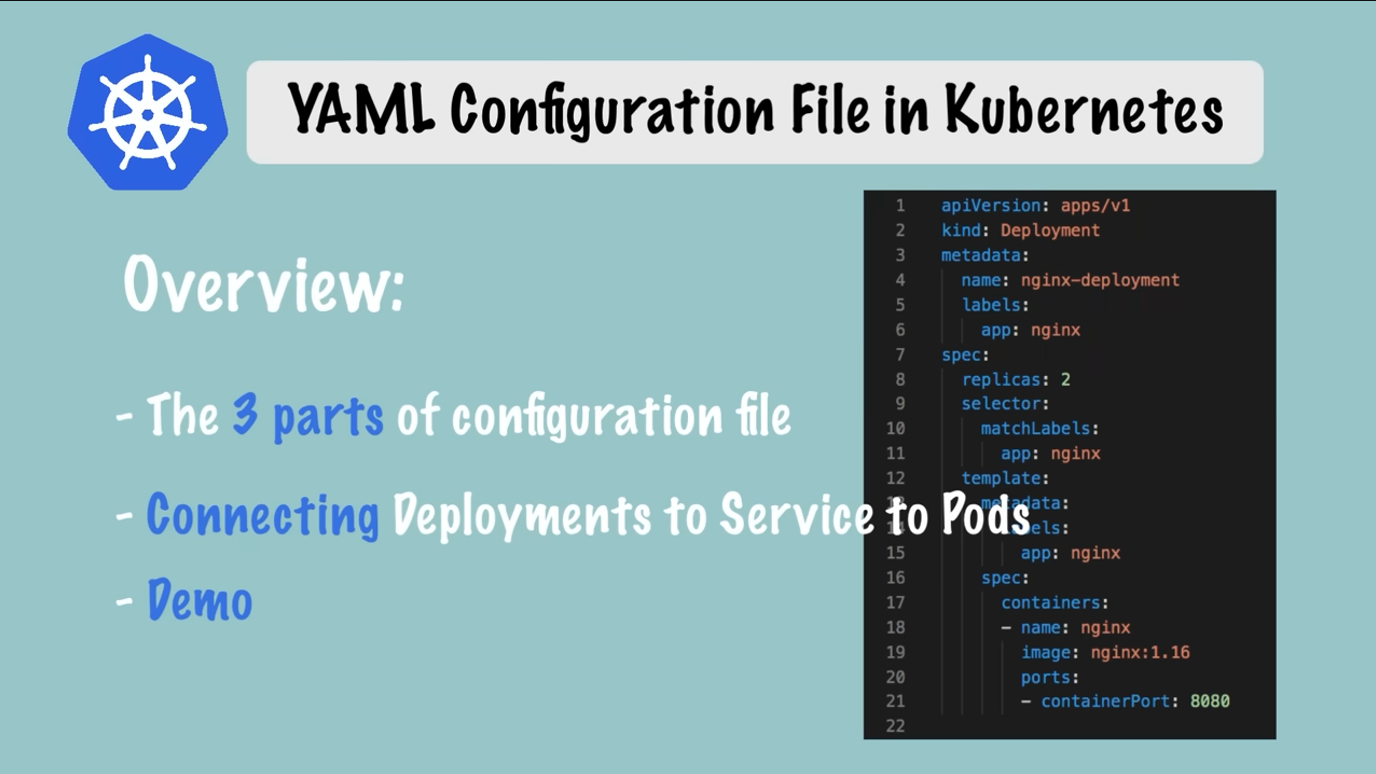 YAML Configuration File in Kubernetes
Overview:
- The 3 parts of configuration file
- Connecting Deployments to Service to Pods
- Demo
1 apiVersion: apps/v1
2 kind: Deployment
3 metadata:
4 name: nginx-deployment
5 labels:
6 app: nginx
7 spec:
8 replicas: 2
9 selector:
10 matchLabels:
11 app: nginx
12 template:
metadata:
labels:
15 app: nginx
16 spec:
17 containers:
18 - name: nginx
19 image: nginx:1.16
20 ports:
21 - containerPort: 8080
22